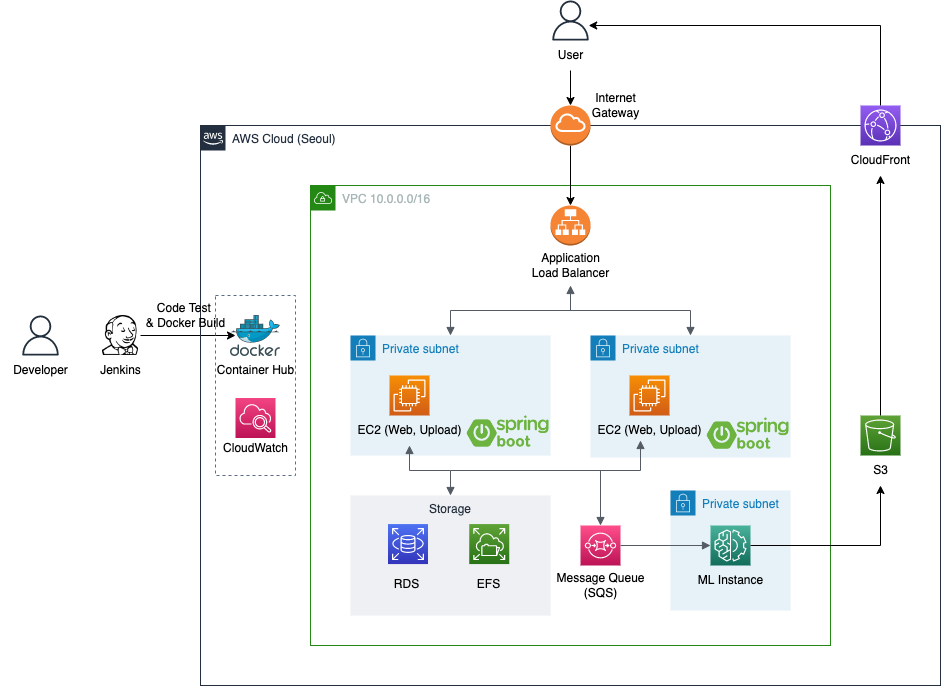 User
Internet
Gateway
aws
AWS Cloud (Seoul)
CloudFront
VPC 10.0.0.0/16
Application
Load Balancer
Code Test
& Docker Build
docker
Container Hub
Developer
Jenkins
CloudWatch
Private subnet
EC2 (Web, Upload)
spring
boot
Private subnet
EC2 (Web, Upload)
spring
boot
S3
Storage
RDS
EFS
Message Queue
(SQS)
Private subnet
ML Instance